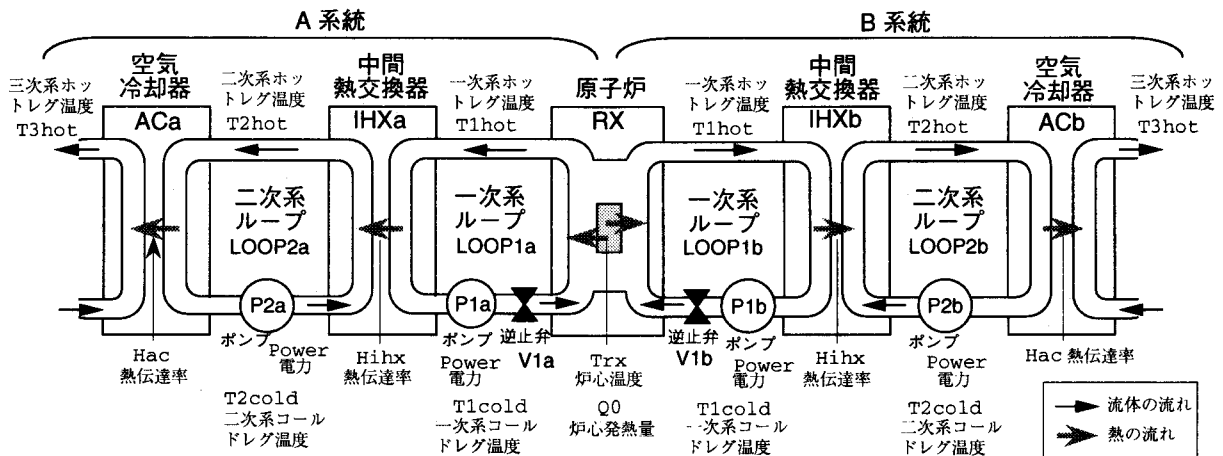 A 系統
B 系統
三次系ホッ
トレグ温度
T3hot
空気
冷却器
ACa
二次系ホッ
トレグ温度
T2hot
中間
熱交換器
IHXa
一次系ホッ
トレグ温度
T1hot
原子炉
RX
一次系ホッ
トレグ温度
T1hot
中間
熱交換器
IHXb
二次系ホッ
トレグ温度
T2hot
空気
冷却器
ACb
三次系ホッ
トレグ温度
T3hot
二次系
ループ
LOOP2a
一次系
ループ
LOOP1a
一次系
ループ
LOOP1b
二次系
ループ
LOOP2b
P2a
P1a
P1b
P2b
Hac
熱伝達率
ポンプ
Power
電力
T2cold
二次系コール
ドレグ温度
Hihx
熱伝達率
ポンプ
Power
電力
逆止弁
V1a
T1cold
一次系コール
ドレグ温度
Trx
炉心温度
Q0
炉心発熱量
逆止弁
V1b
ポンプ
Power
電力
T1cold
一次系コール
ドレグ温度
Hihx
熱伝達率
ポンプ
Power
電力
T2cold
二次系コール
ドレグ温度
Hac 熱伝達率
流体の流れ
熱の流れ